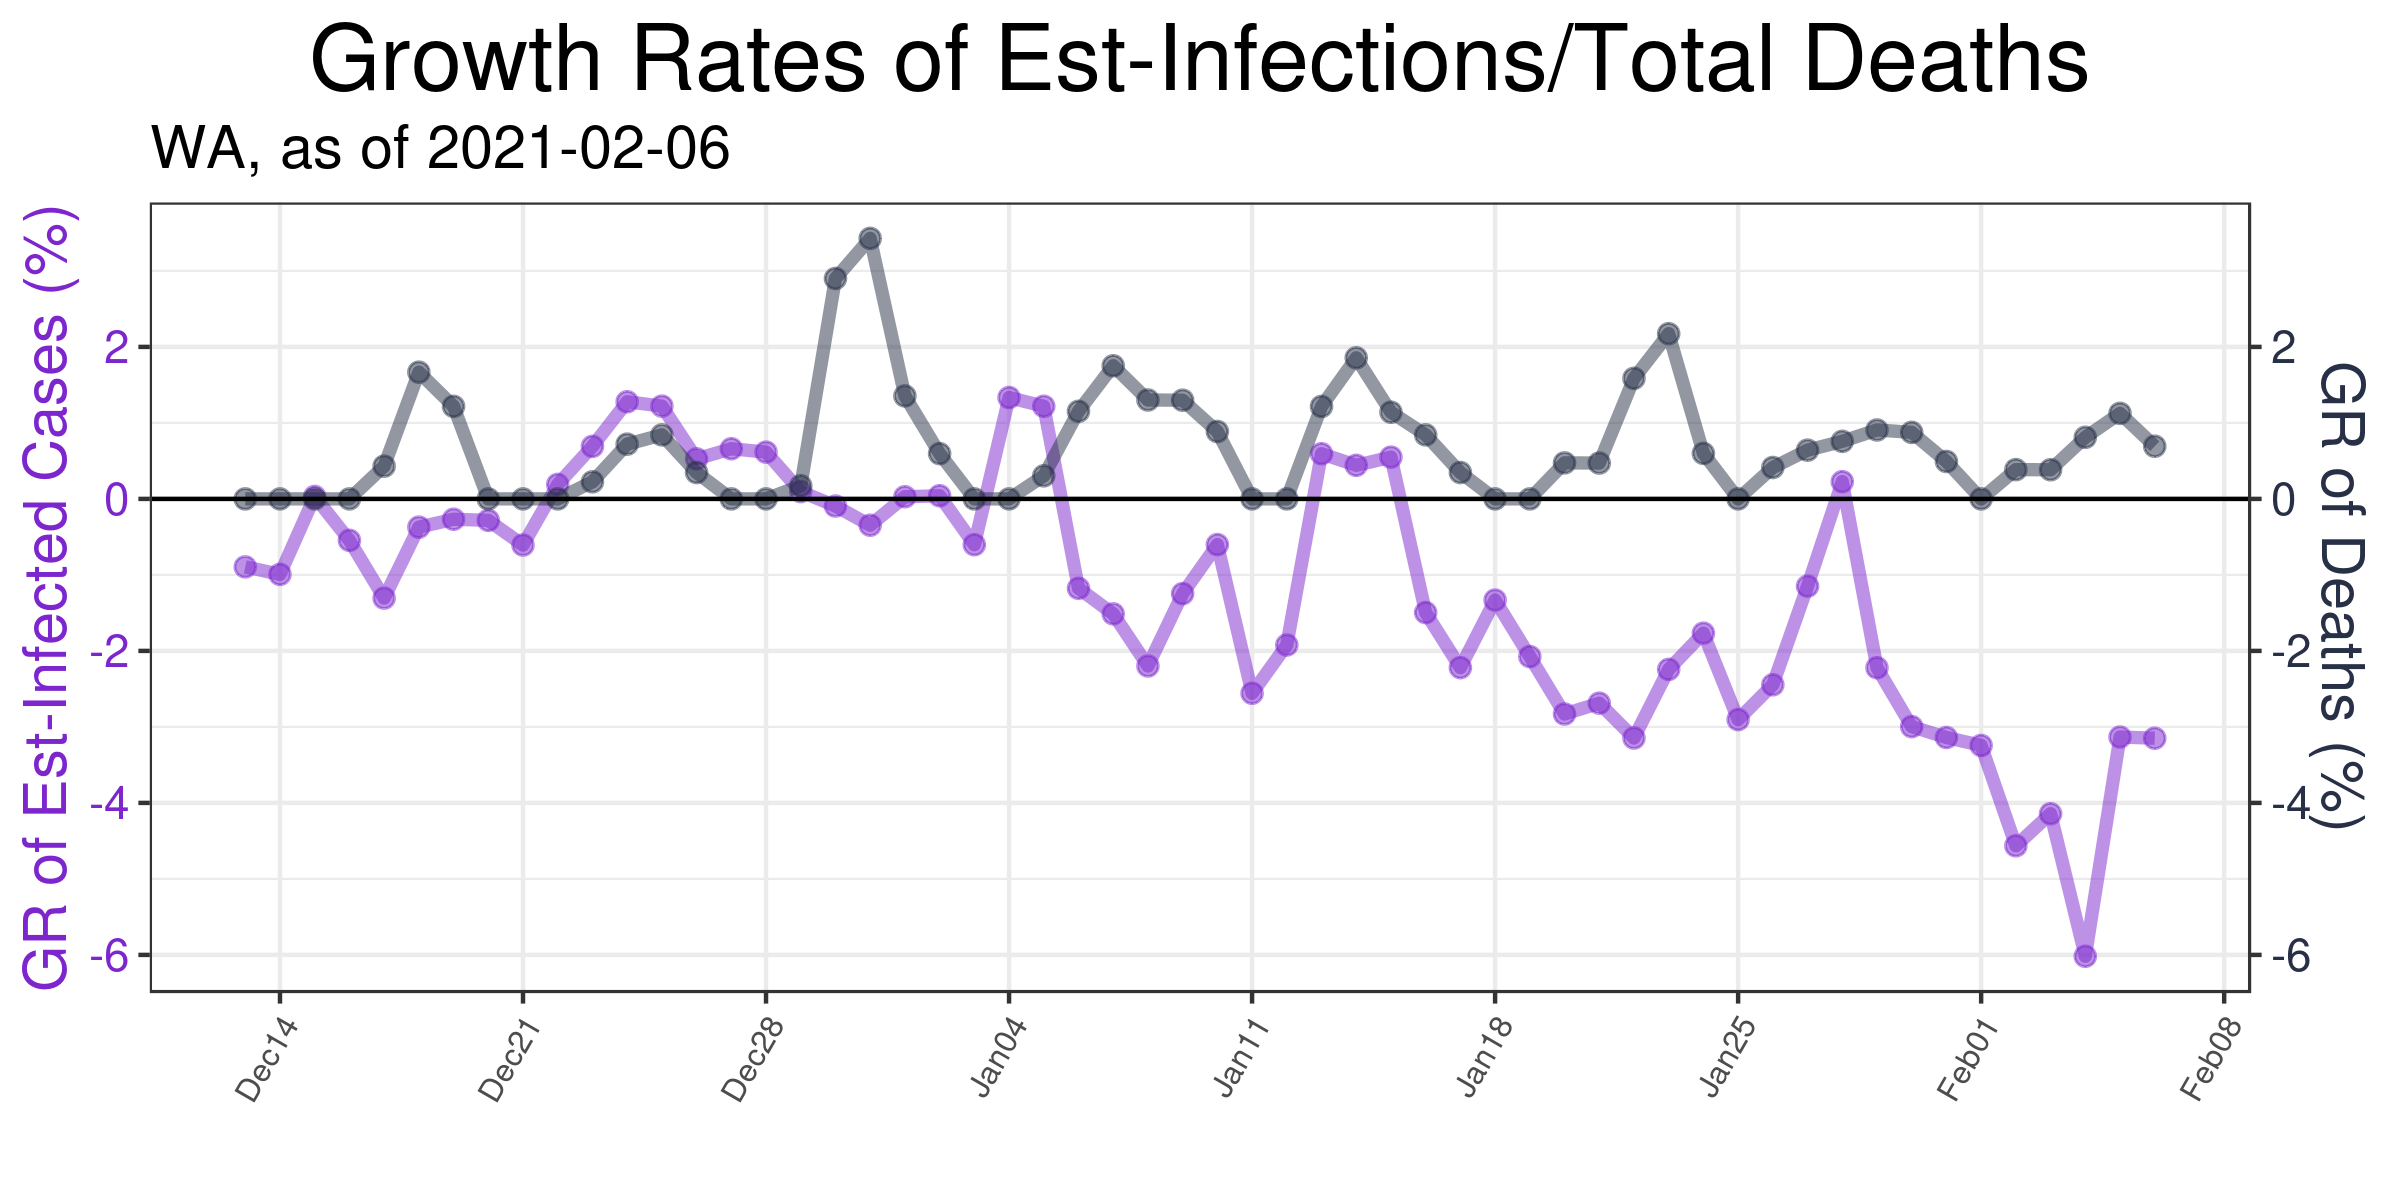 Growth Rates of Est-Infections/Total Deaths
WA, as of 2021-02-06
GR of Est-Infected Cases (%)
2
0
-2
-4
-6
2
0
-2
-4
-6
GR of Deaths (%)
Dec14
Dec21
Dec28
Jan04
Jan11
Jan18
Jan25
Feb01
Feb08